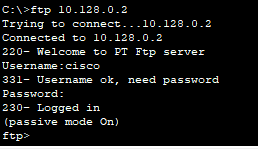 C:\>ftp 10.128.0.2
Trying to connect...10.128.0.2
Connected to 10.128.0.2
220- Welcome to PT Ftp server
Username:cisco
331- Username ok, need password
Password:
230- Logged in
(passive mode On)
ftp>